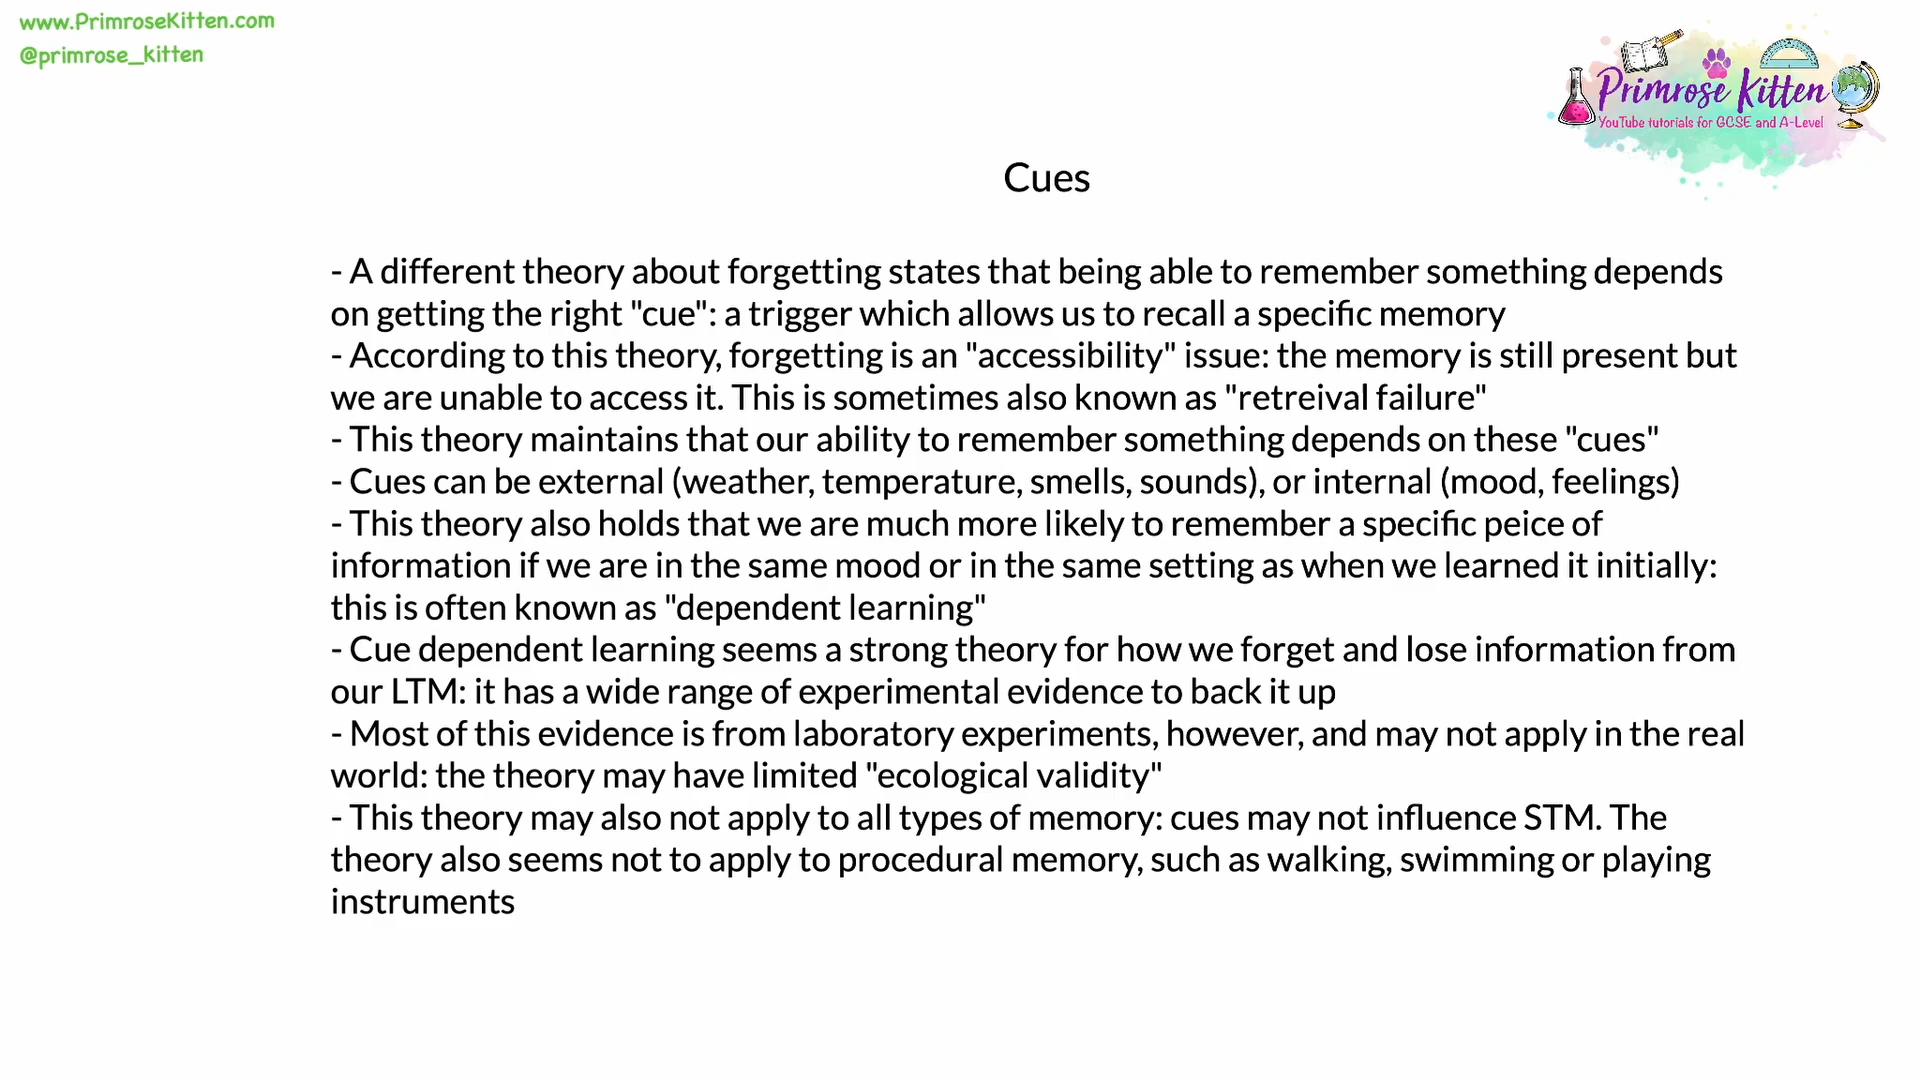 www.PrimroseKitten.com
@primrose_kitten
Primrose Kitten
YouTube tutorials for GCSE and A-Level
Cues
- A different theory about forgetting states that being able to remember something depends
on getting the right "cue": a trigger which allows us to recall a specific memory
- According to this theory, forgetting is an "accessibility" issue: the memory is still present but
we are unable to access it. This is sometimes also known as "retreival failure"
- This theory maintains that our ability to remember something depends on these "cues"
- Cues can be external (weather, temperature, smells, sounds), or internal (mood, feelings)
- This theory also holds that we are much more likely to remember a specific peice of
information if we are in the same mood or in the same setting as when we learned it initially:
this is often known as "dependent learning"
- Cue dependent learning seems a strong theory for how we forget and lose information from
our LTM: it has a wide range of experimental evidence to back it up
- Most of this evidence is from laboratory experiments, however, and may not apply in the real
world: the theory may have limited "ecological validity"
- This theory may also not apply to all types of memory: cues may not influence STM. The
theory also seems not to apply to procedural memory, such as walking, swimming or playing
instruments